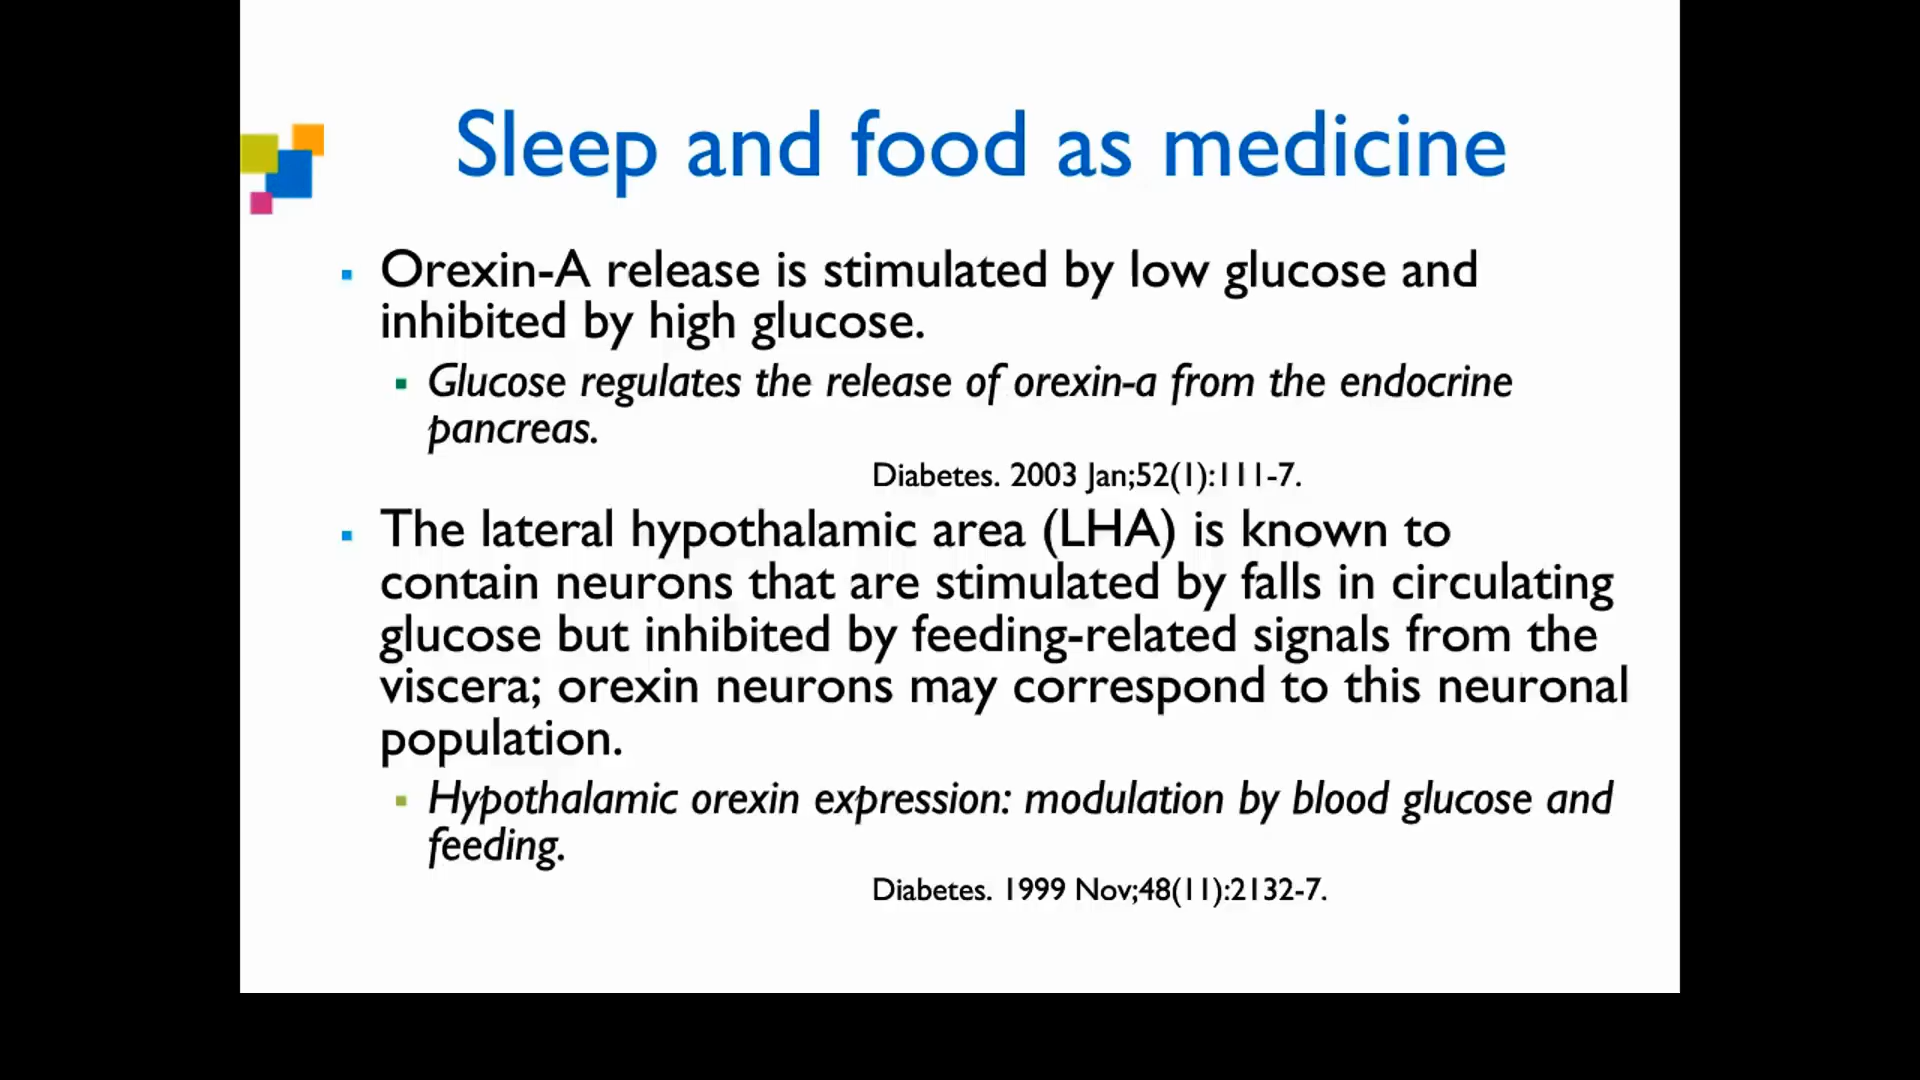 Sleep and food as medicine
Orexin-A release is stimulated by low glucose and
inhibited by high glucose.
Glucose regulates the release of orexin-a from the endocrine
pancreas.
Diabetes. 2003 Jan;52(1):111-7.
The lateral hypothalamic area (LHA) is known to
contain neurons that are stimulated by falls in circulating
glucose but inhibited by feeding-related signals from the
viscera; orexin neurons may correspond to this neuronal
population.
Hypothalamic orexin expression: modulation by blood glucose and
feeding.
Diabetes. 1999 Nov;48(11):2132-7.